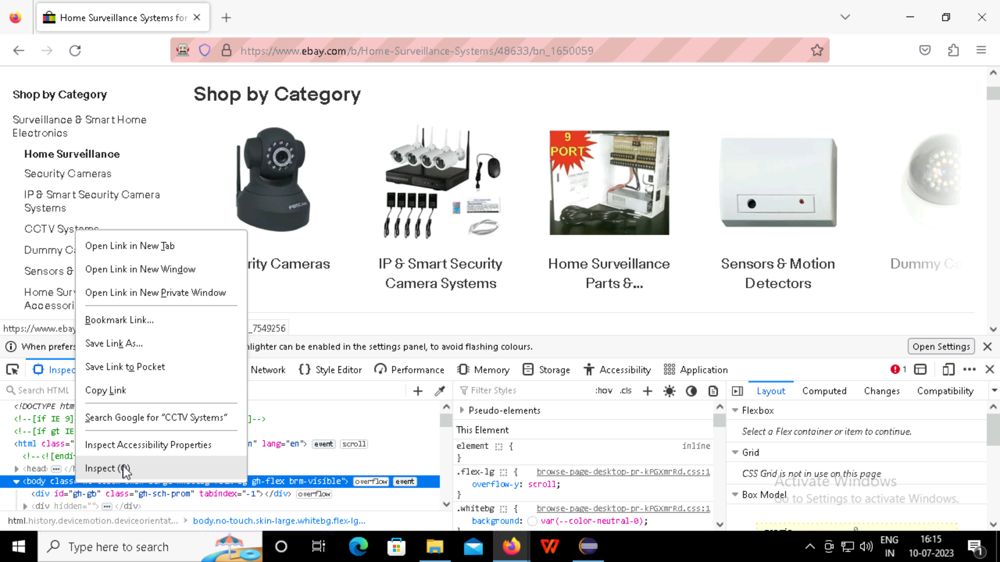 Home Surveillance Systems for
https://www.ebay.com/b/Home-Surveillance-Systems/48633/bn_1650059
Shop by Category
Surveillance & Smart Home
Electronics
Home Surveillance
Security Cameras
IP & Smart Security Camera
Systems
CCTV Systems
Dummy C
Sensors &
Home Sur
Accessori
Shop by Category
9
PORT
FOSCAM
rity Cameras
IP & Smart Security
Camera Systems
Home Surveillance
Parts &...
Sensors & Motion
Detectors
Dummy Ca
Open Link in New Tab
Open Link in New Window
Open Link in New Private Window
Bookmark Link...
Save Link As...
Save Link to Pocket
Copy Link
Search Google for "CCTV Systems"
Inspect Accessibility Properties
Inspect (Q)
https://www.ebay _7549256
When prefers hlighter can be enabled in the settings panel, to avoid flashing colours.
Open Settings
Inspec Network {} Style Editor Performance Memory Storage Accessibility Application 1
Search HTML
Filter Styles :hov .cls
Layout Computed Changes Compatibility
<!DOCTYPE htm
<!--[if IE 9] ]-->
<!--[if gt IE
<html class=" n" lang="en"> event scroll
<!--<![endi
<head> </h
<body class= gh-flex brm-visible"> overflow event
<div id="gh-gb" class="gh-sch-prom" tabindex="-1"></div> overflow
<div hidden=""> </div>
html.history.devicemotion.deviceorientat... > body.no-touch.skin-large.whitebg.flex-lg...
Pseudo-elements
This Element
element { inline
}
.flex-lg { browse-page-desktop-pr-kPGXmrRd.css:1
overflow-y: scroll;
}
.whitebg { browse-page-desktop-pr-kPGXmrRd.css:1
background: var(--color-neutral-0);
Flexbox
Select a Flex container or item to continue.
Grid
CSS Grid is not in use on this page
Box Model
margin 0
Activate Windows
Go to Settings to activate Windows.
Type here to search
ENG
IN
16:15
10-07-2023
1